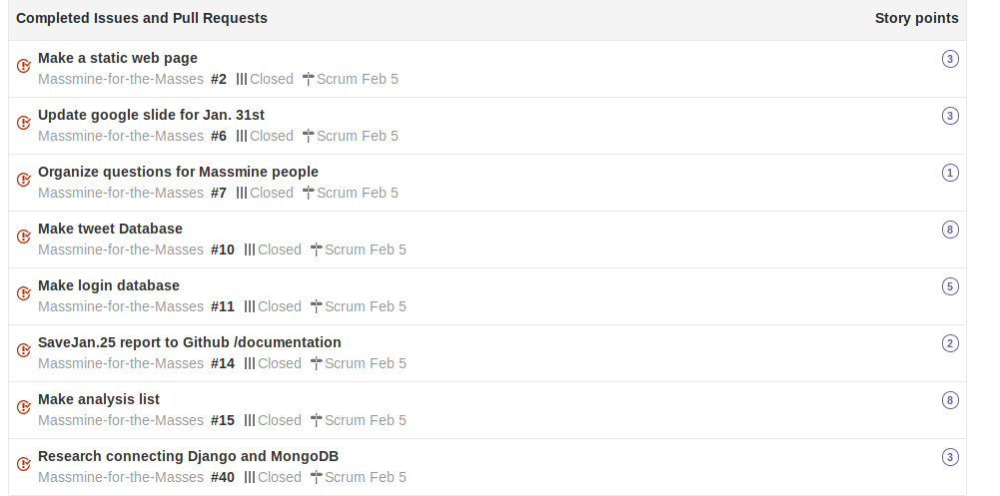 Completed Issues and Pull Requests Story points
Make a static web page
3
Massmine-for-the-Masses #2 Closed Scrum Feb 5
Update google slide for Jan. 31st
3
Massmine-for-the-Masses #6 Closed Scrum Feb 5
Organize questions for Massmine people
1
Massmine-for-the-Masses #7 Closed Scrum Feb 5
Make tweet Database
8
Massmine-for-the-Masses #10 Closed Scrum Feb 5
Make login database
5
Massmine-for-the-Masses #11 Closed Scrum Feb 5
SaveJan.25 report to Github /documentation
2
Massmine-for-the-Masses #14 Closed Scrum Feb 5
Make analysis list
8
Massmine-for-the-Masses #15 Closed Scrum Feb 5
Research connecting Django and MongoDB
3
Massmine-for-the-Masses #40 Closed Scrum Feb 5